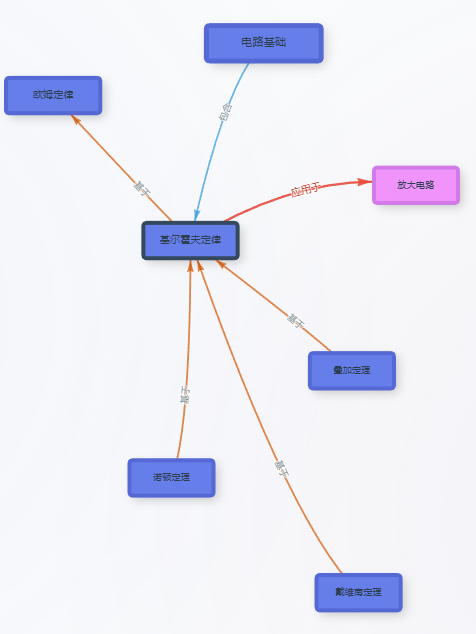 电路基础
欧姆定律
包含
基于
应用于
放大电路
基尔霍夫定律
基于
叠加定理
基于
诺顿定理
基于
戴维南定理